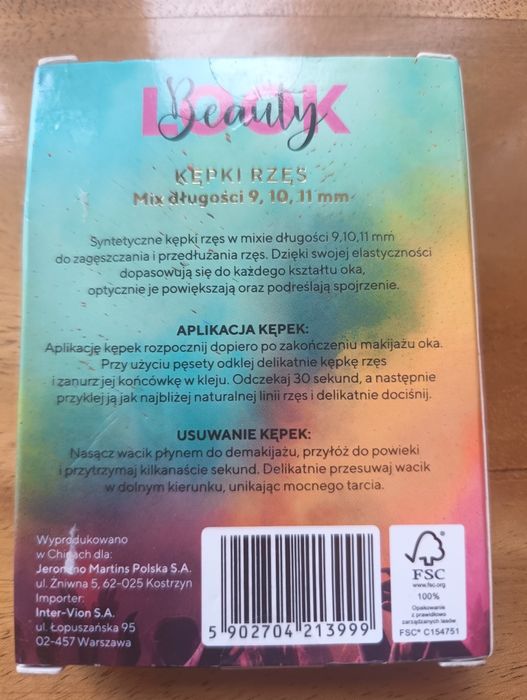 LOOK
Beauty
KĘPKI RZĘS
Mix długości 9, 10, 11 mm
Syntetyczne kępki rzęs w mixie długości 9,10,11 mm
do zagęszczania i przedłużania rzęs. Dzięki swojej elastyczności
dopasowują się do każdego kształtu oka,
optycznie je powiększają oraz podreślają spojrzenie.
APLIKACJA KĘPEK:
Aplikację kępek rozpocznij dopiero po zakończeniu makijażu oka.
Przy użyciu pęsety odklej delikatnie kępkę rzęs
i zanurz jej końcówkę w kleju. Odczekaj 30 sekund, a następnie
przyklej ją jak najbliżej naturalnej linii rzęs i delikatnie dociśnij.
USUWANIE KĘPEK:
Nasącz wacik płynem do demakijażu, przyłóż do powieki
i przytrzymaj kilkanaście sekund. Delikatnie przesuwaj wacik
w dolnym kierunku, unikając mocnego tarcia.
Wyprodukowano
w Chinach dla:
Jeronimo Martins Polska S.A.
ul. Żniwna 5, 62-025 Kostrzyn
Importer:
Inter-Vion S.A.
ul. Łopuszańska 95
02-457 Warszawa
5 902704 213999
FSC
www.fsc.org
100%
Opakowanie
z prawidłowo
zarządzanych lasów
FSC® C154751